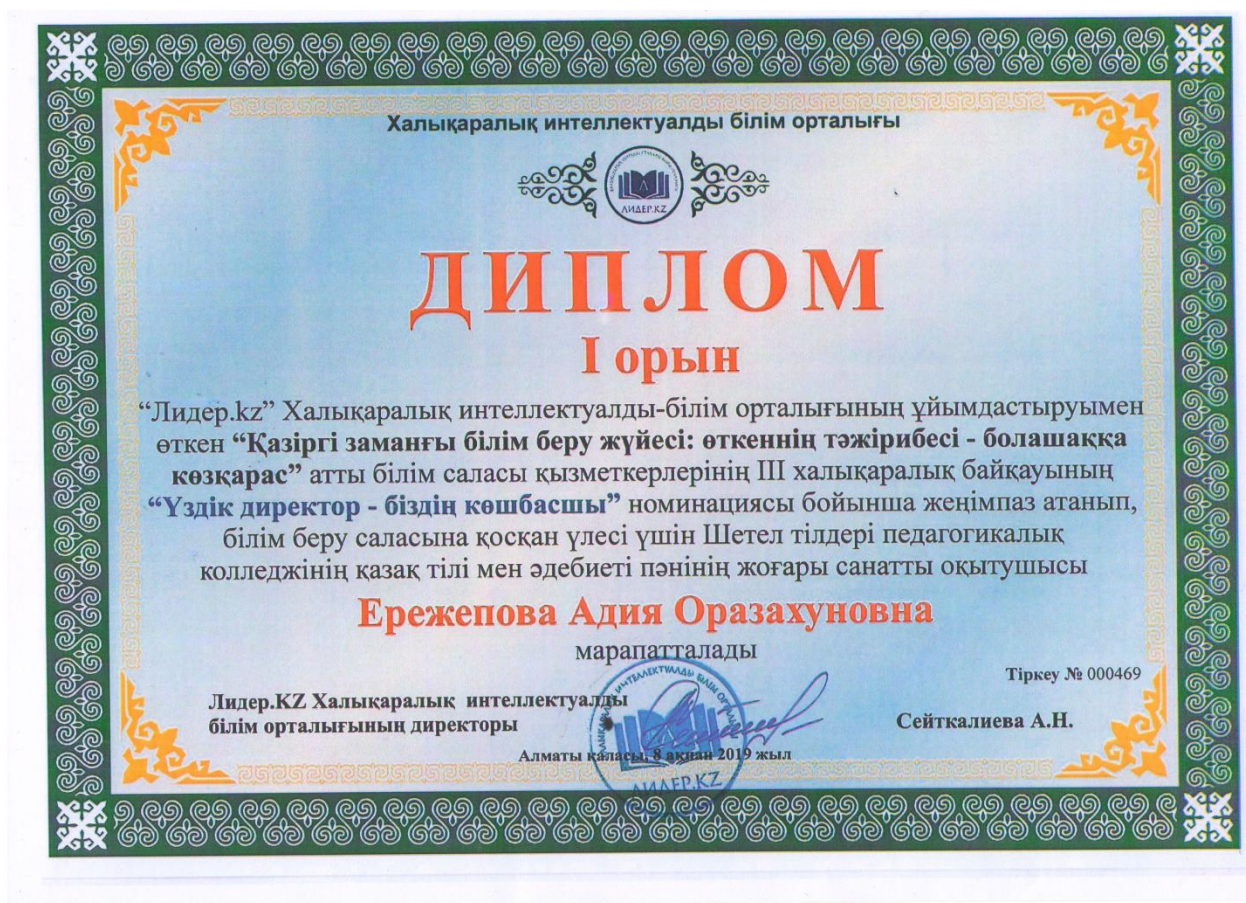 Халықаралық интеллектуалды білім орталығы
ЛИДЕР.KZ
ДИПЛОМ
I орын
“Лидер.kz” Халықаралық интеллектуалды-білім орталығының ұйымдастыруымен
өткен “Қазіргі заманғы білім беру жүйесі: өткеннің тәжірибесі - болашаққа
көзқарас” атты білім саласы қызметкерлерінің III халықаралық байқауының
“Үздік директор - біздің көшбасшы” номинациясы бойынша жеңімпаз атанып,
білім беру саласына қосқан үлесі үшін Шетел тілдері педагогикалық
колледжінің қазақ тілі мен әдебиеті пәнінің жоғары санатты оқытушысы
Ережепова Адия Оразахуновна
марапатталады
Тіркеу № 000469
Лидер.KZ Халықаралық интеллектуалды
білім орталығының директоры
Сейткалиева А.Н.
Алматы қаласы, 8 ақпан 2019 жыл
ЛИДЕР.KZ